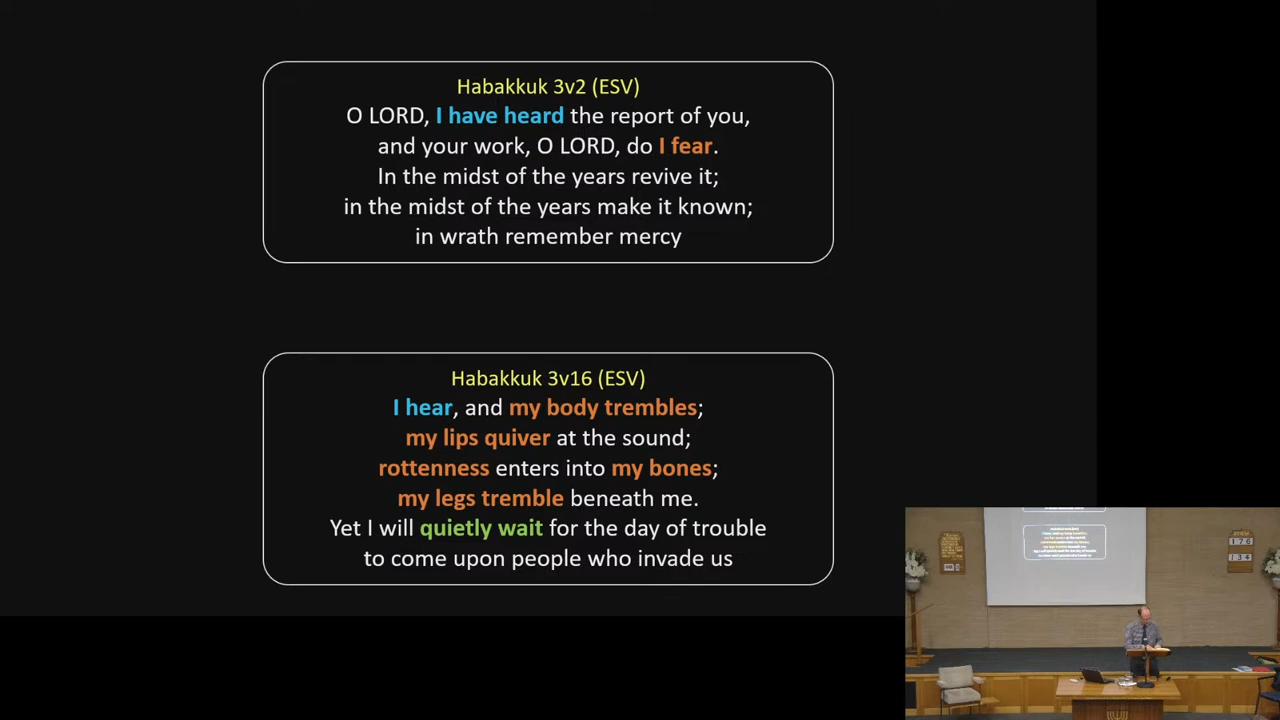 Habakkuk 3v2 (ESV)
O LORD, I have heard the report of you,
and your work, O LORD, do I fear.
In the midst of the years revive it;
in the midst of the years make it known;
in wrath remember mercy
Habakkuk 3v16 (ESV)
I hear, and my body trembles;
my lips quiver at the sound;
rottenness enters into my bones;
my legs tremble beneath me.
Yet I will quietly wait for the day of trouble
to come upon people who invade us
176
134